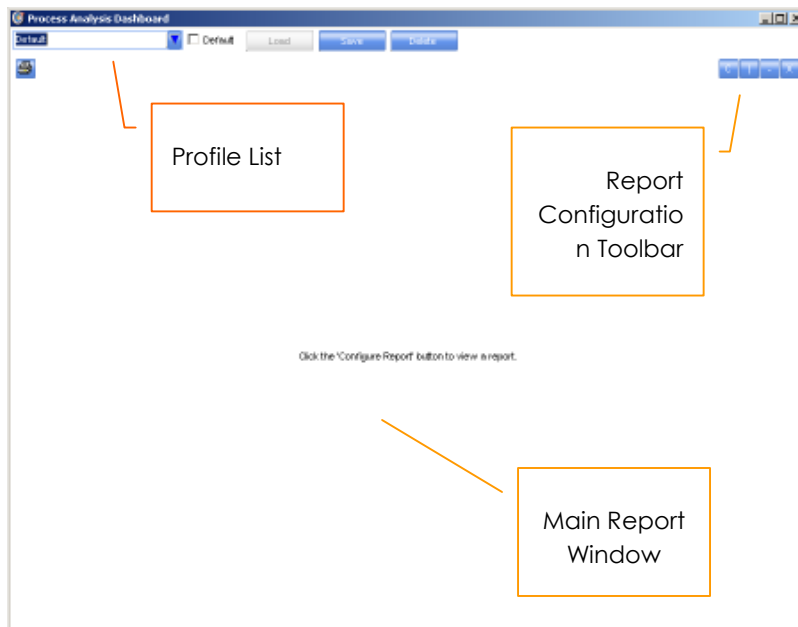 Process Analysis Dashboard
Default Default Load Save Delete
C | - X
Profile List
Report
Configuratio
n Toolbar
Click the 'Configure Report' button to view a report.
Main Report
Window